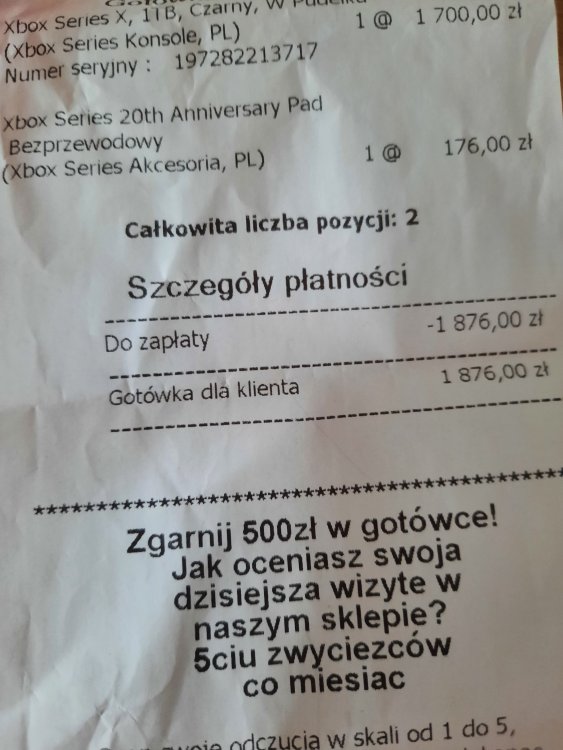 Xbox Series X, 1TB, Czarny, W Pudełku
1 @ 1 700,00 zł
(Xbox Series Konsole, PL)
Numer seryjny : 197282213717
Xbox Series 20th Anniversary Pad
Bezprzewodowy
(Xbox Series Akcesoria, PL) 1 @ 176,00 zł
Całkowita liczba pozycji: 2
Szczegóły płatności
Do zapłaty -1 876,00 zł
Gotówka dla klienta 1 876,00 zł
******************************************
Zgarnij 500zł w gotówce!
Jak oceniasz swoja
dzisiejsza wizyte w
naszym sklepie?
5ciu zwyciezców
co miesiac
odczucia w skali od 1 do 5,